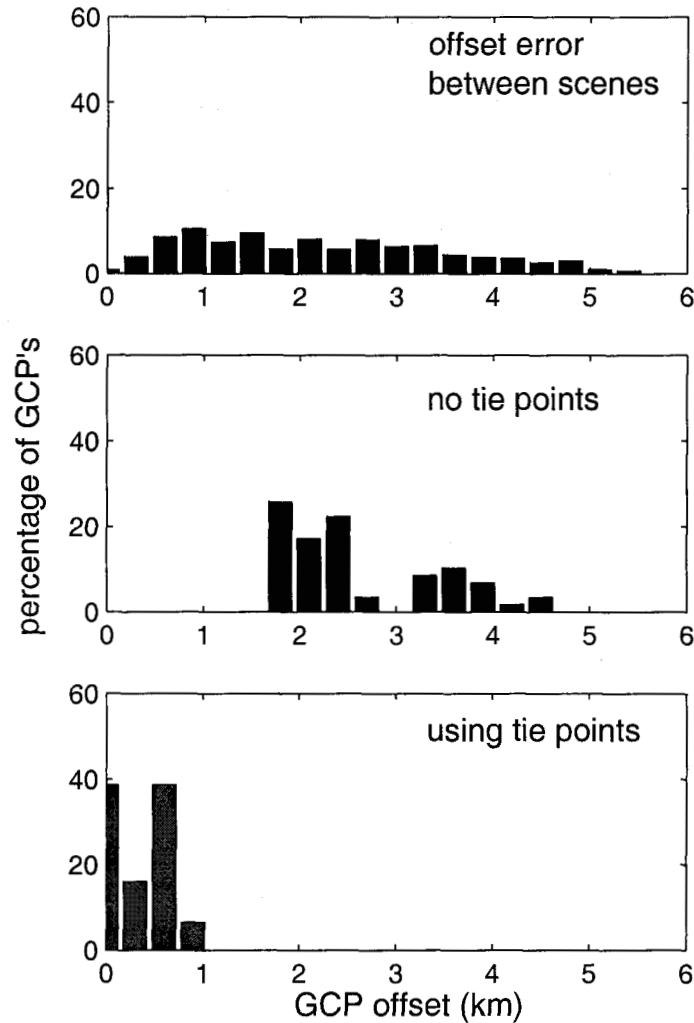 60
offset error
between scenes
40
20
0
0 1 2 3 4 5 6
percentage of GCP's
60
no tie points
40
20
0
0 1 2 3 4 5 6
60
using tie points
40
20
0
0 1 2 3 4 5 6
GCP offset (km)